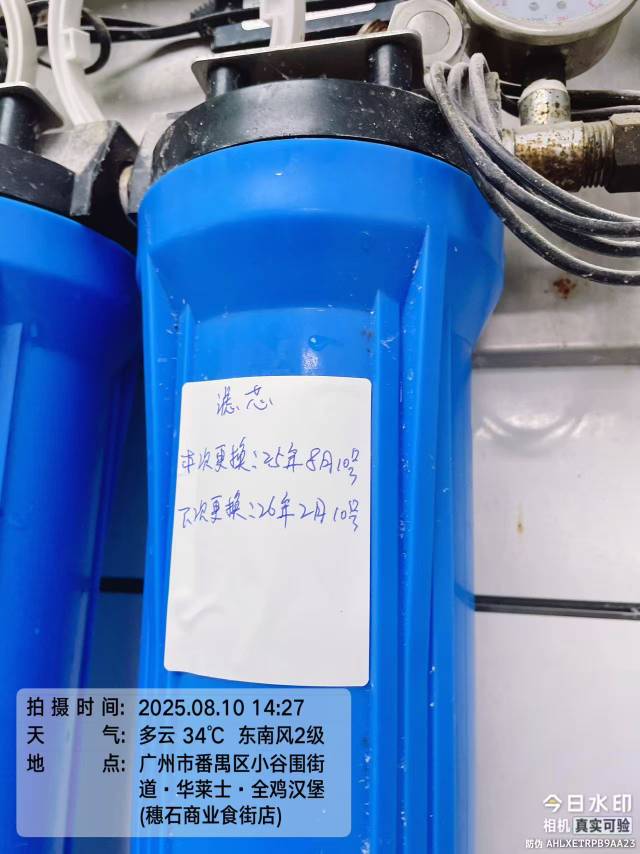 滤芯
本次更换:25年8月10号
下次更换:26年2月10号
拍摄时间: 2025.08.10 14:27
天气: 多云 34℃ 东南风2级
地点: 广州市番禺区小谷围街
道·华莱士·全鸡汉堡
(穗石商业食街店)
今日水印
相机 真实可验
防伪 AHLXETRPB9AA23